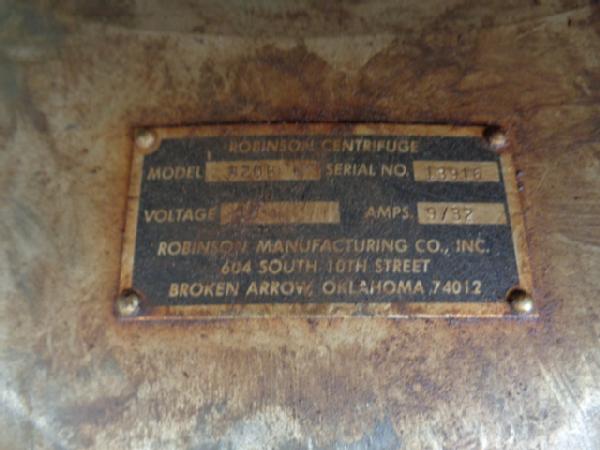 ROBINSON CENTRIFUGE
MODEL SERIAL NO.
VOLTAGE AMPS. 9/32
ROBINSON MANUFACTURING CO., INC.
604 SOUTH 10TH STREET
BROKEN ARROW, OKLAHOMA 74012